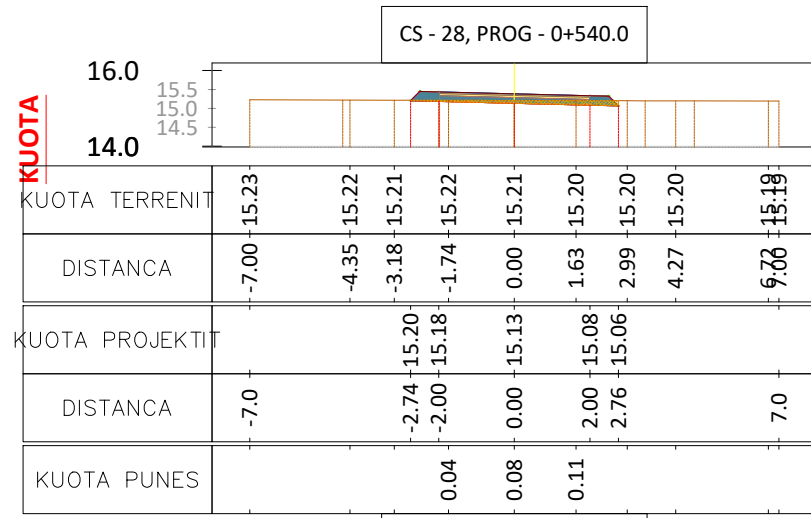 CS - 28, PROG - 0+540.0
16.0
15.5
15.0
14.5
14.0
KUOTA
KUOTA TERRENIT 15.23 15.22 15.21 15.22 15.21 15.20 15.20 15.20 15.19 15.19
DISTANCA -7.00 -4.35 -3.18 -1.74 0.00 1.63 2.99 4.27 6.72 7.00
KUOTA PROJEKTIT 15.20 15.18 15.13 15.08 15.06
DISTANCA -7.0 -2.74 -2.00 0.00 2.00 2.76 7.0
KUOTA PUNES 0.04 0.08 0.11